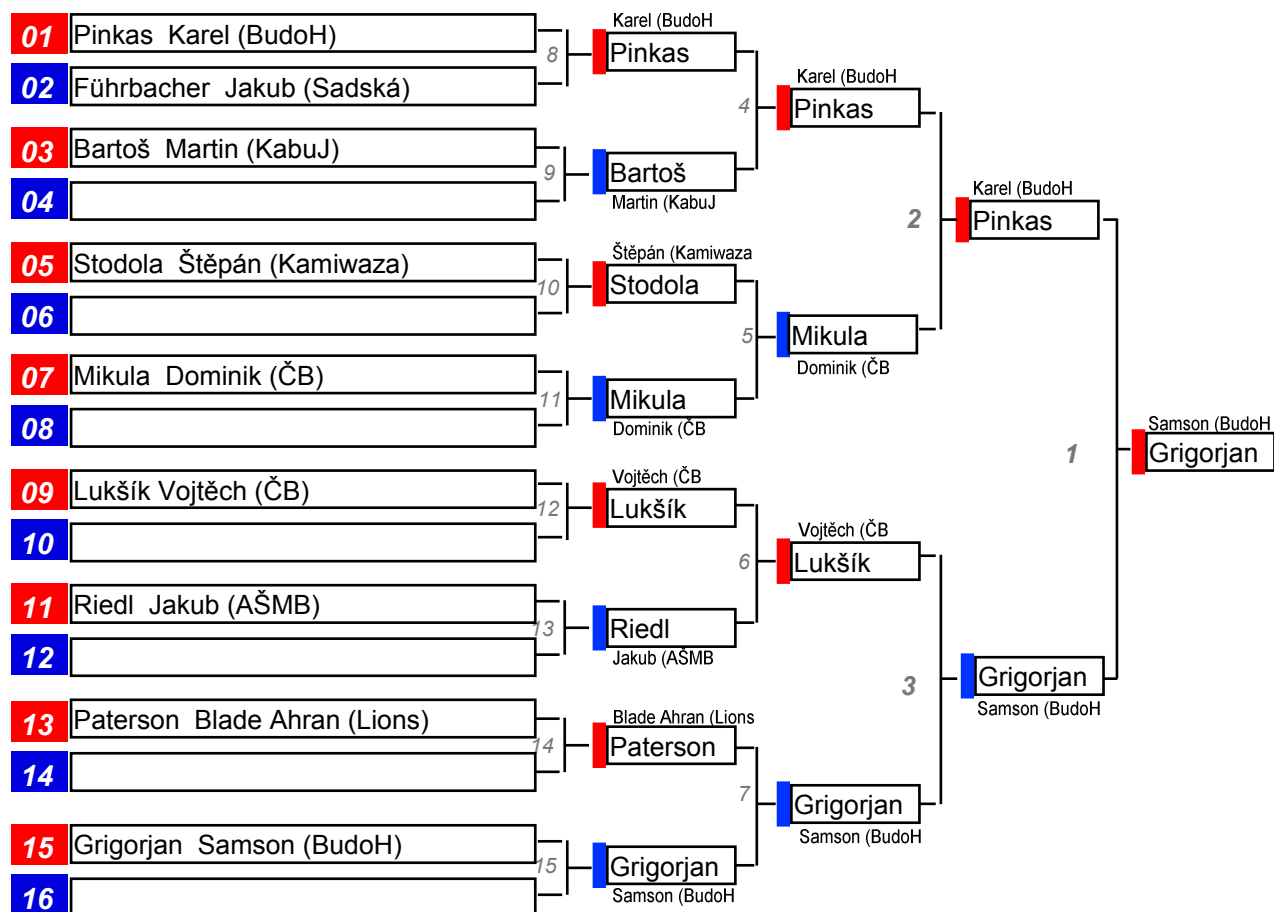 01 Pinkas Karel (BudoH)
02 Führbacher Jakub (Sadská)
03 Bartoš Martin (KabuJ)
04
05 Stodola Štěpán (Kamiwaza)
06
07 Mikula Dominik (ČB)
08
09 Lukšík Vojtěch (ČB)
10
11 Riedl Jakub (AŠMB)
12
13 Paterson Blade Ahran (Lions)
14
15 Grigorjan Samson (BudoH)
16
8
9
10
11
12
13
14
15
Karel (BudoH
Pinkas
Bartoš
Martin (KabuJ
Štěpán (Kamiwaza
Stodola
Mikula
Dominik (ČB
Vojtěch (ČB
Lukšík
Riedl
Jakub (AŠMB
Blade Ahran (Lions
Paterson
Grigorjan
Samson (BudoH
4
5
6
7
Karel (BudoH
Pinkas
Mikula
Dominik (ČB
Vojtěch (ČB
Lukšík
Grigorjan
Samson (BudoH
2
3
Karel (BudoH
Pinkas
Grigorjan
Samson (BudoH
1
Samson (BudoH
Grigorjan